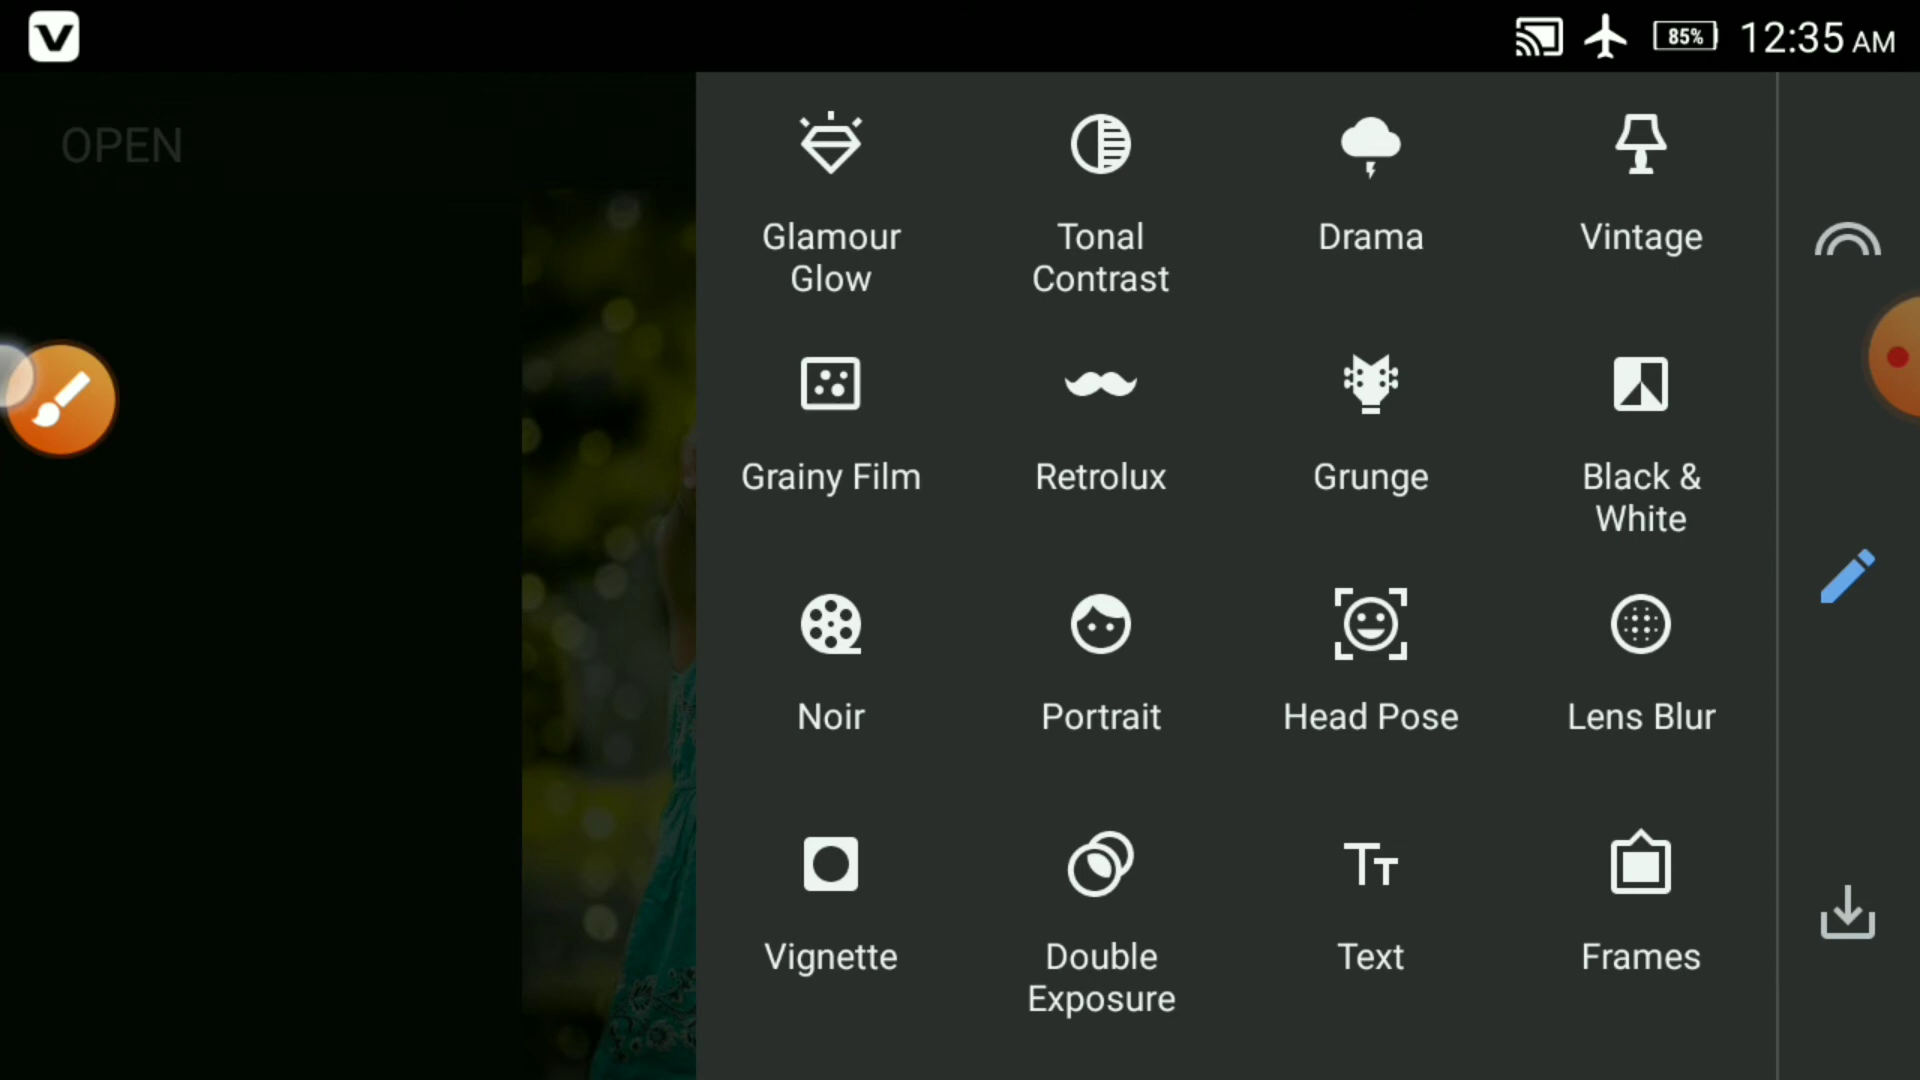 V
85%
12:35 AM
OPEN
Glamour
Glow
Tonal
Contrast
Drama
Vintage
Grainy Film
Retrolux
Grunge
Black &
White
Noir
Portrait
Head Pose
Lens Blur
Vignette
Double
Exposure
Text
Frames